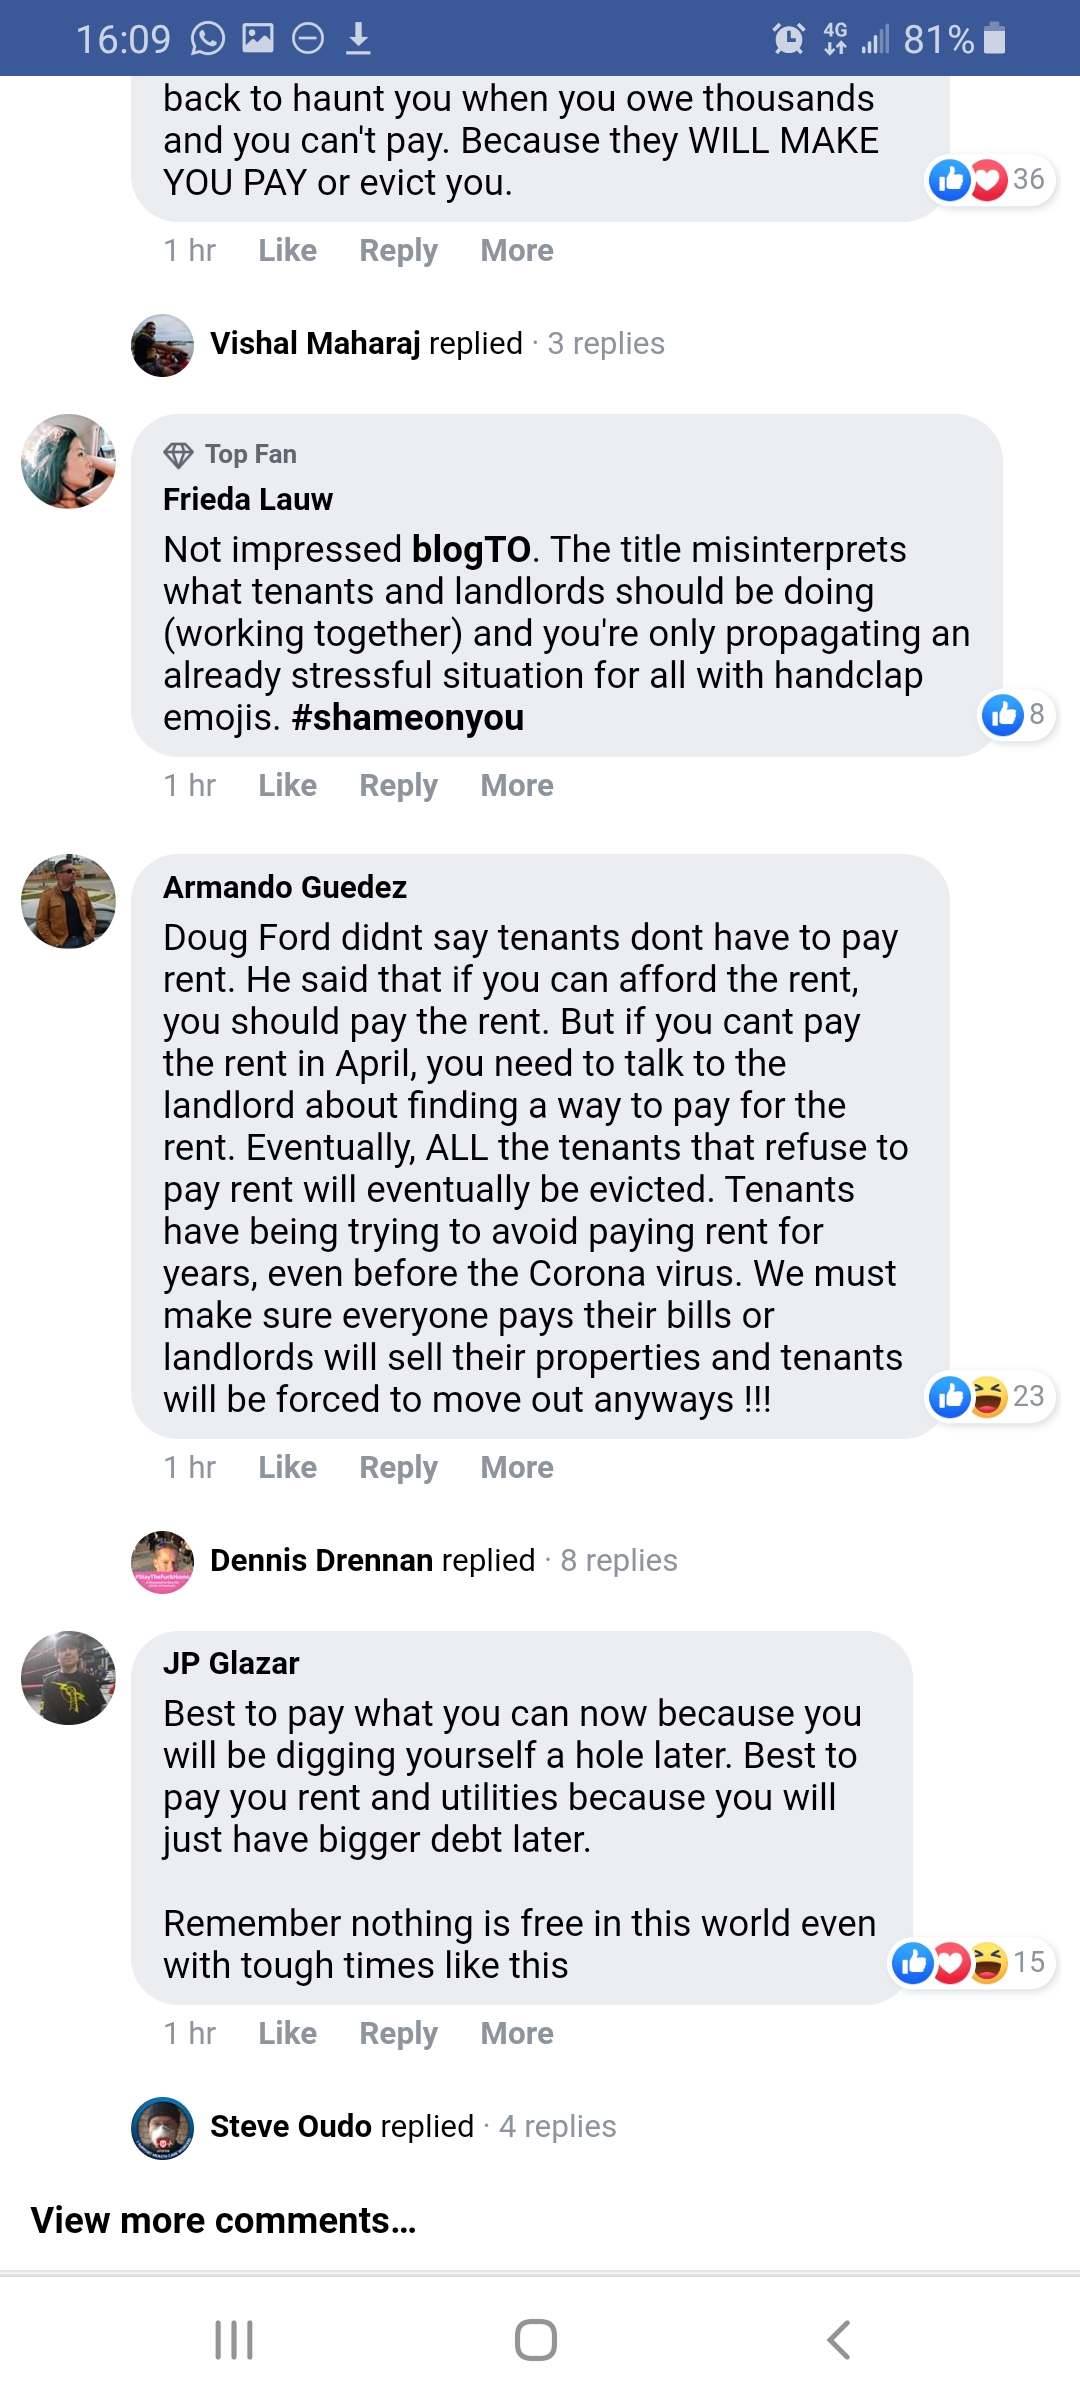 16:09 4G 81%
back to haunt you when you owe thousands
and you can't pay. Because they WILL MAKE
YOU PAY or evict you.
36
1 hr Like Reply More
Vishal Maharaj replied · 3 replies
Top Fan
Frieda Lauw
Not impressed blogTO. The title misinterprets
what tenants and landlords should be doing
(working together) and you're only propagating an
already stressful situation for all with handclap
emojis. #shameonyou
8
1 hr Like Reply More
Armando Guedez
Doug Ford didnt say tenants dont have to pay
rent. He said that if you can afford the rent,
you should pay the rent. But if you cant pay
the rent in April, you need to talk to the
landlord about finding a way to pay for the
rent. Eventually, ALL the tenants that refuse to
pay rent will eventually be evicted. Tenants
have being trying to avoid paying rent for
years, even before the Corona virus. We must
make sure everyone pays their bills or
landlords will sell their properties and tenants
will be forced to move out anyways !!!
23
1 hr Like Reply More
Dennis Drennan replied · 8 replies
JP Glazar
Best to pay what you can now because you
will be digging yourself a hole later. Best to
pay you rent and utilities because you will
just have bigger debt later.
Remember nothing is free in this world even
with tough times like this
15
1 hr Like Reply More
Steve Oudo replied · 4 replies
View more comments...